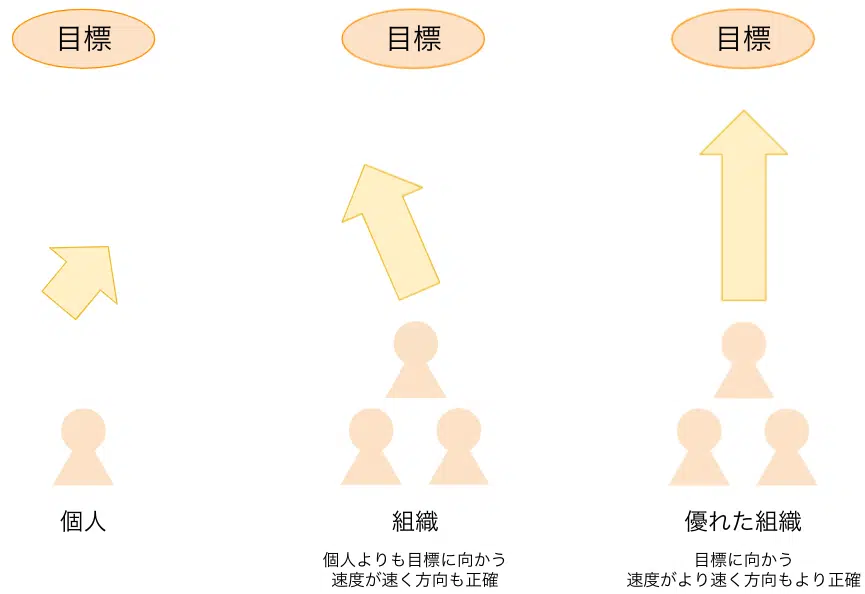 目標
目標
目標
個人
組織
個人よりも目標に向かう
速度が速く方向も正確
優れた組織
目標に向かう
速度がより速く方向もより正確